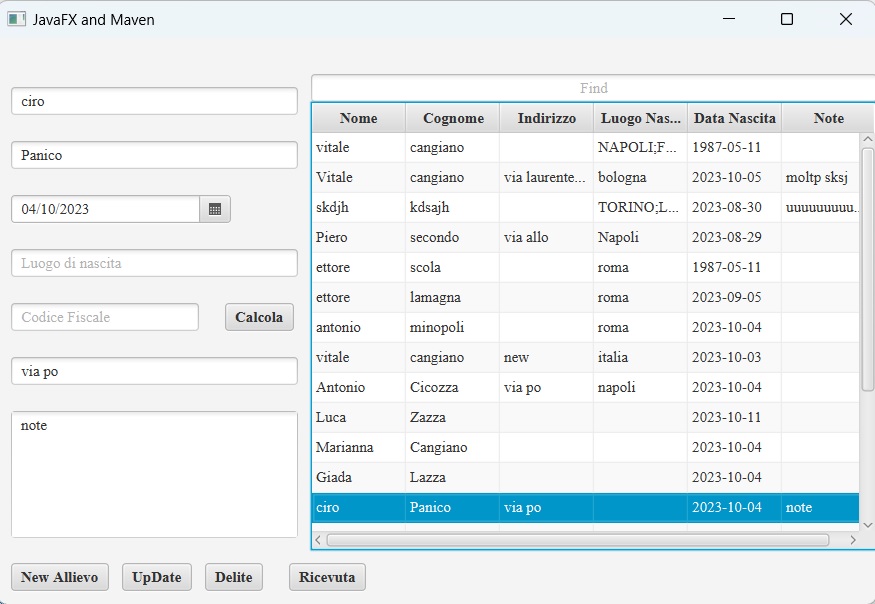 JavaFX and Maven
ciro
Panico
04/10/2023
Luogo di nascita
Codice Fiscale Calcola
via po
note
New Allievo UpDate Delite Ricevuta
Find
Nome Cognome Indirizzo Luogo Nas... Data Nascita Note
vitale cangiano NAPOLI;F... 1987-05-11
Vitale cangiano via laurente... bologna 2023-10-05 moltp sksj
skdjh kdsajh TORINO;L... 2023-08-30 uuuuuuuuu...
Piero secondo via allo Napoli 2023-08-29
ettore scola roma 1987-05-11
ettore lamagna roma 2023-09-05
antonio minopoli roma 2023-10-04
vitale cangiano new italia 2023-10-03
Antonio Cicozza via po napoli 2023-10-04
Luca Zazza 2023-10-11
Marianna Cangiano 2023-10-04
Giada Lazza 2023-10-04
ciro Panico via po 2023-10-04 note